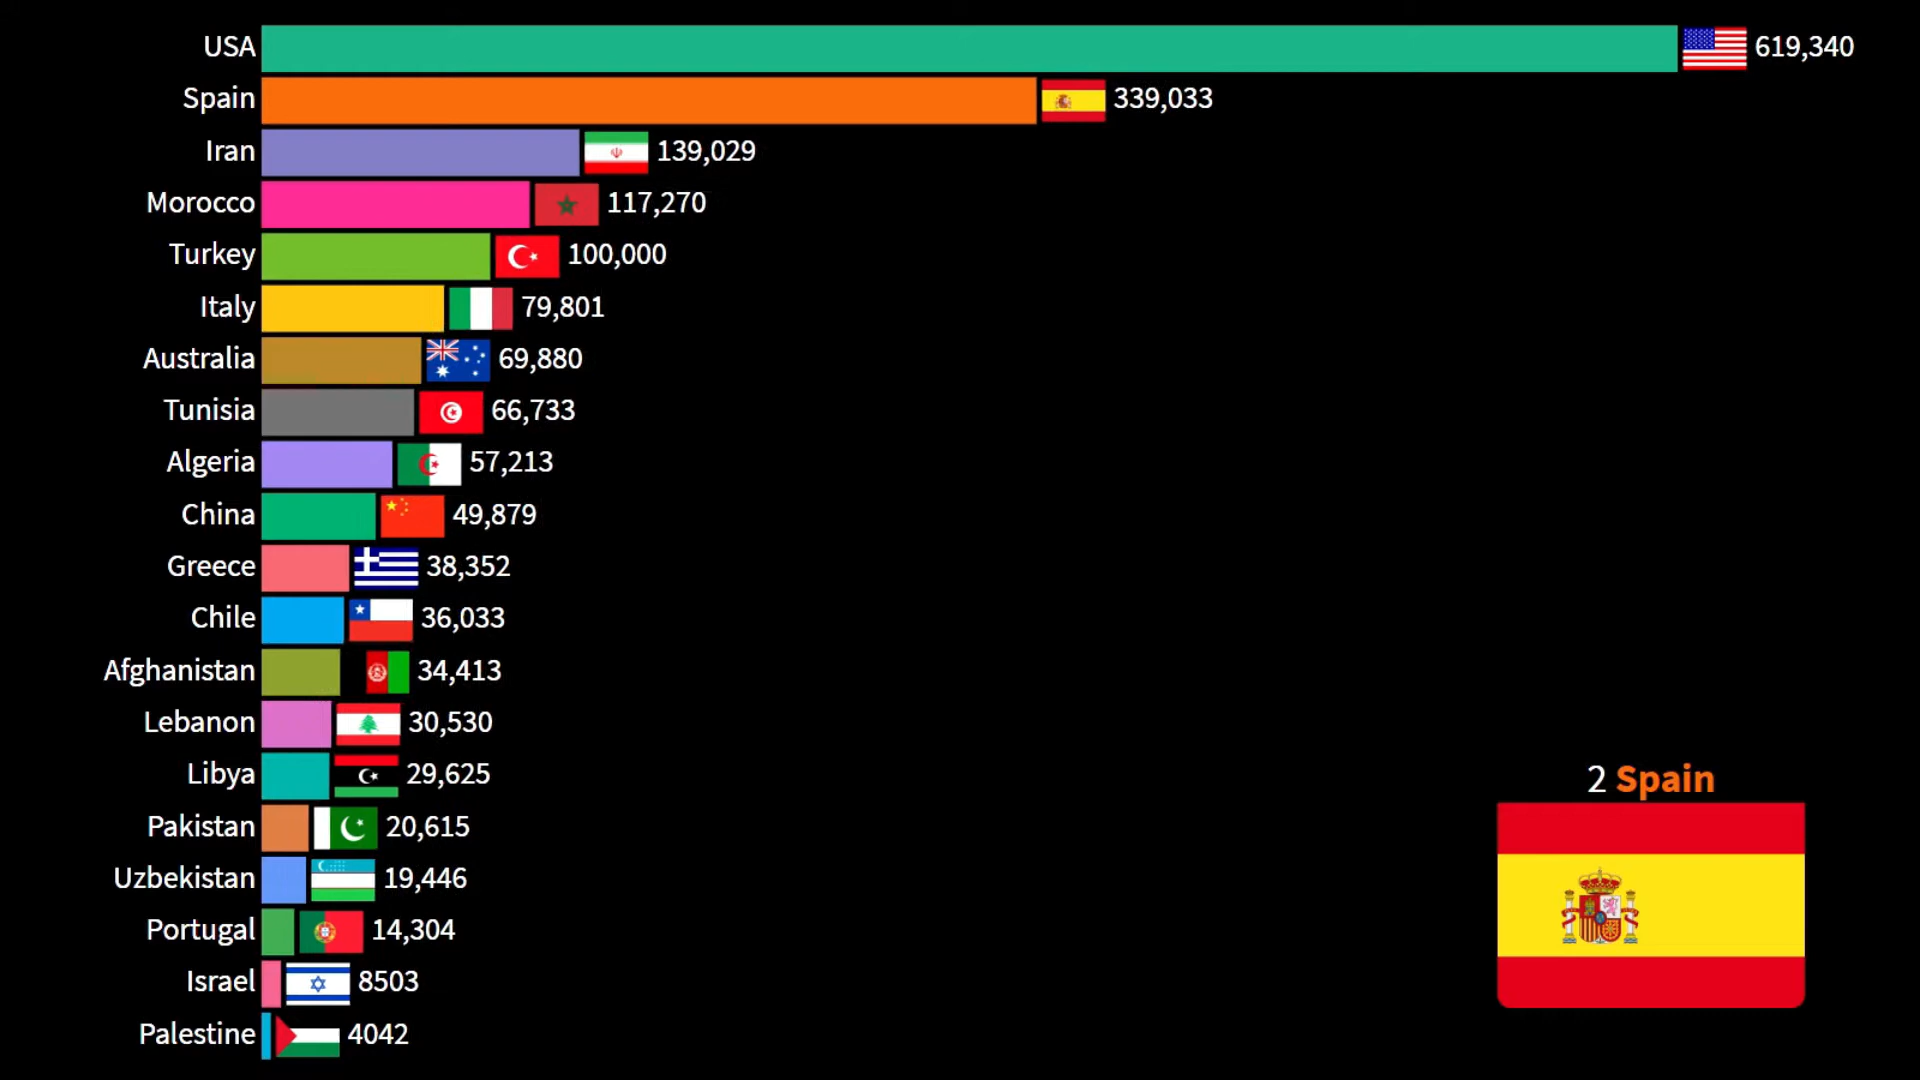 USA 619,340
Spain 339,033
Iran 139,029
Morocco 117,270
Turkey 100,000
Italy 79,801
Australia 69,880
Tunisia 66,733
Algeria 57,213
China 49,879
Greece 38,352
Chile 36,033
Afghanistan 34,413
Lebanon 30,530
Libya 29,625
Pakistan 20,615
Uzbekistan 19,446
Portugal 14,304
Israel 8503
Palestine 4042
2 Spain